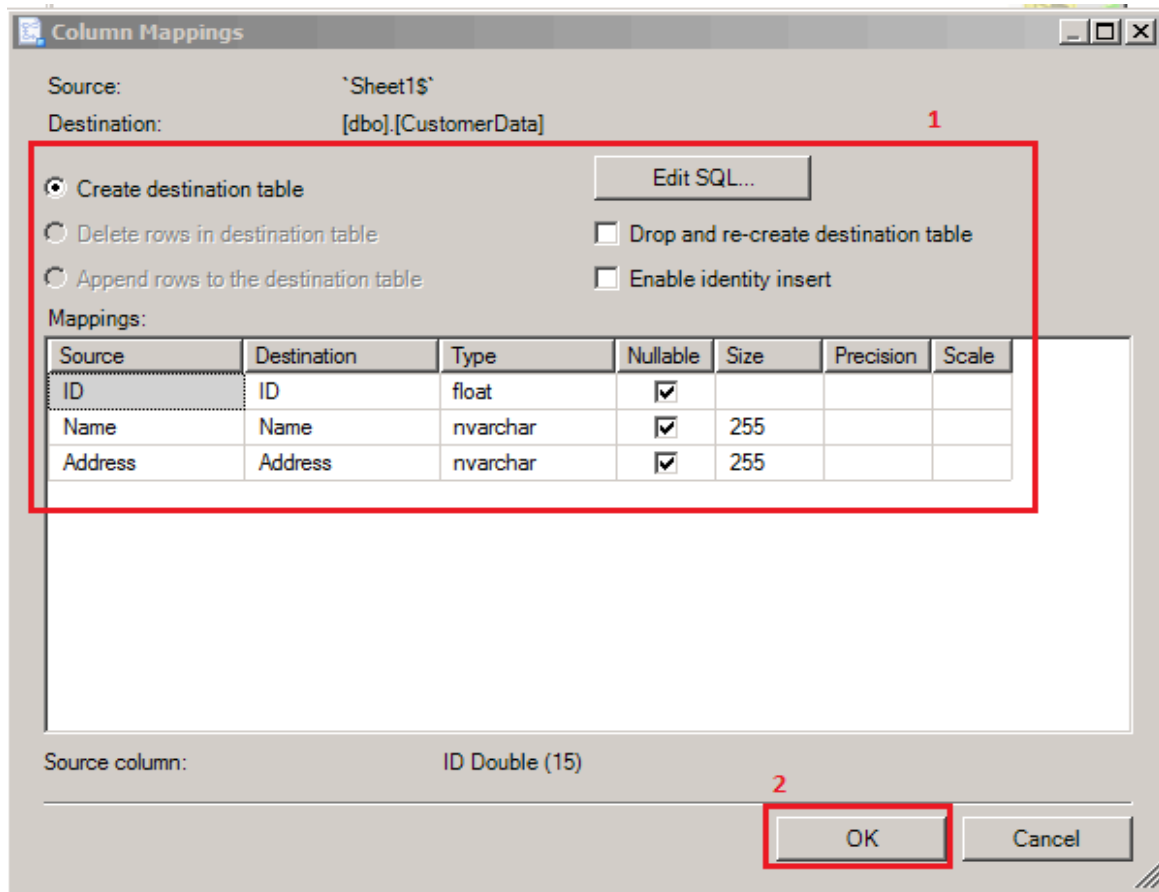 Column Mappings
Source: `Sheet1$`
Destination: [dbo].[CustomerData]
1
Create destination table Edit SQL...
Delete rows in destination table Drop and re-create destination table
Append rows to the destination table Enable identity insert
Mappings:
Source Destination Type Nullable Size Precision Scale
ID ID float
Name Name nvarchar 255
Address Address nvarchar 255
Source column: ID Double (15)
2
OK Cancel